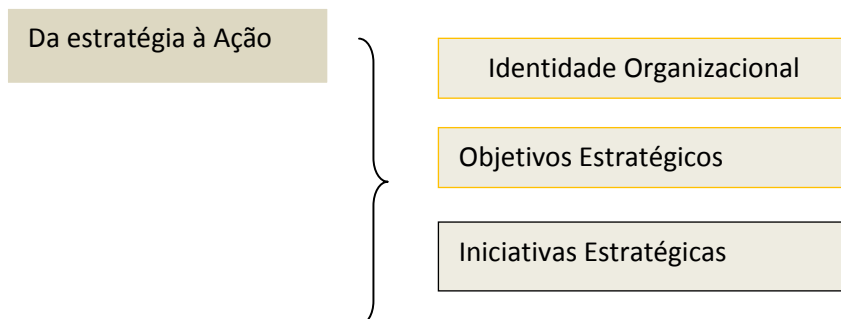 Da estratégia à Ação
Identidade Organizacional
Objetivos Estratégicos
Iniciativas Estratégicas